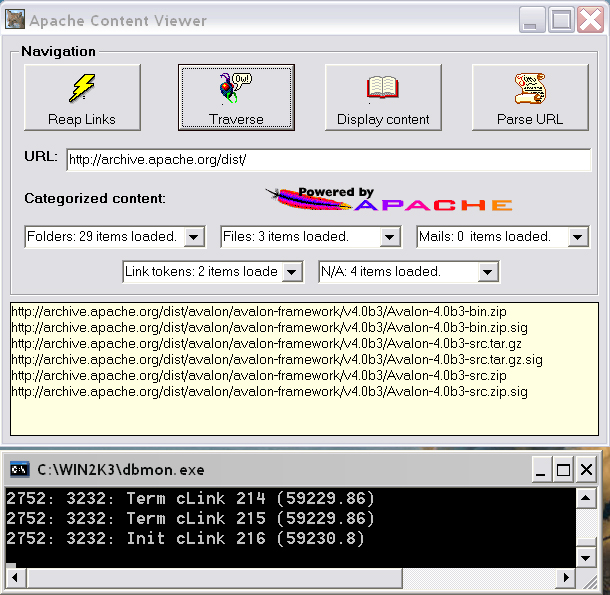 Apache Content Viewer
Navigation
Ow!
Reap Links
Traverse
Display content
Parse URL
URL:
http://archive.apache.org/dist/
Categorized content:
Powered by
APACHE
Folders: 29 items loaded.
Files: 3 items loaded.
Mails: 0 items loaded.
Link tokens: 2 items loade
N/A: 4 items loaded.
http://archive.apache.org/dist/avalon/avalon-framework/v4.0b3/Avalon-4.0b3-bin.zip
http://archive.apache.org/dist/avalon/avalon-framework/v4.0b3/Avalon-4.0b3-bin.zip.sig
http://archive.apache.org/dist/avalon/avalon-framework/v4.0b3/Avalon-4.0b3-src.tar.gz
http://archive.apache.org/dist/avalon/avalon-framework/v4.0b3/Avalon-4.0b3-src.tar.gz.sig
http://archive.apache.org/dist/avalon/avalon-framework/v4.0b3/Avalon-4.0b3-src.zip
http://archive.apache.org/dist/avalon/avalon-framework/v4.0b3/Avalon-4.0b3-src.zip.sig
C:\WIN2K3\dbmon.exe
2752: 3232: Term cLink 214 (59229.86)
2752: 3232: Term cLink 215 (59229.86)
2752: 3232: Init cLink 216 (59230.8)